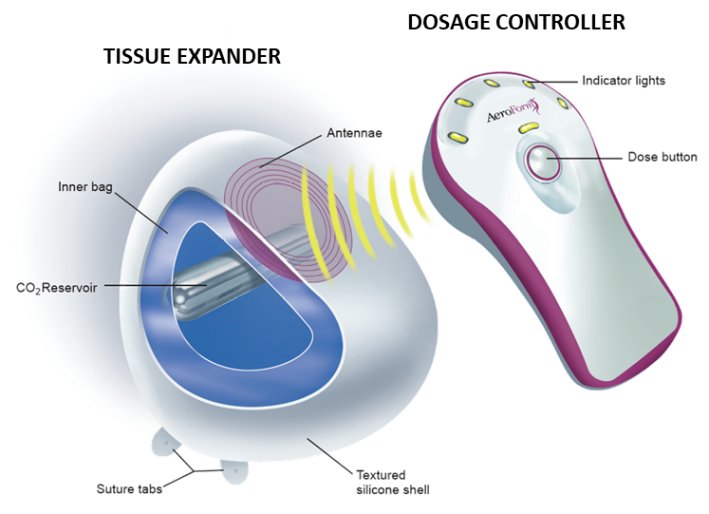 DOSAGE CONTROLLER
TISSUE EXPANDER
Indicator lights
AeroForm
Antennae
Dose button
Inner bag
CO₂Reservoir
Textured
silicone shell
Suture tabs